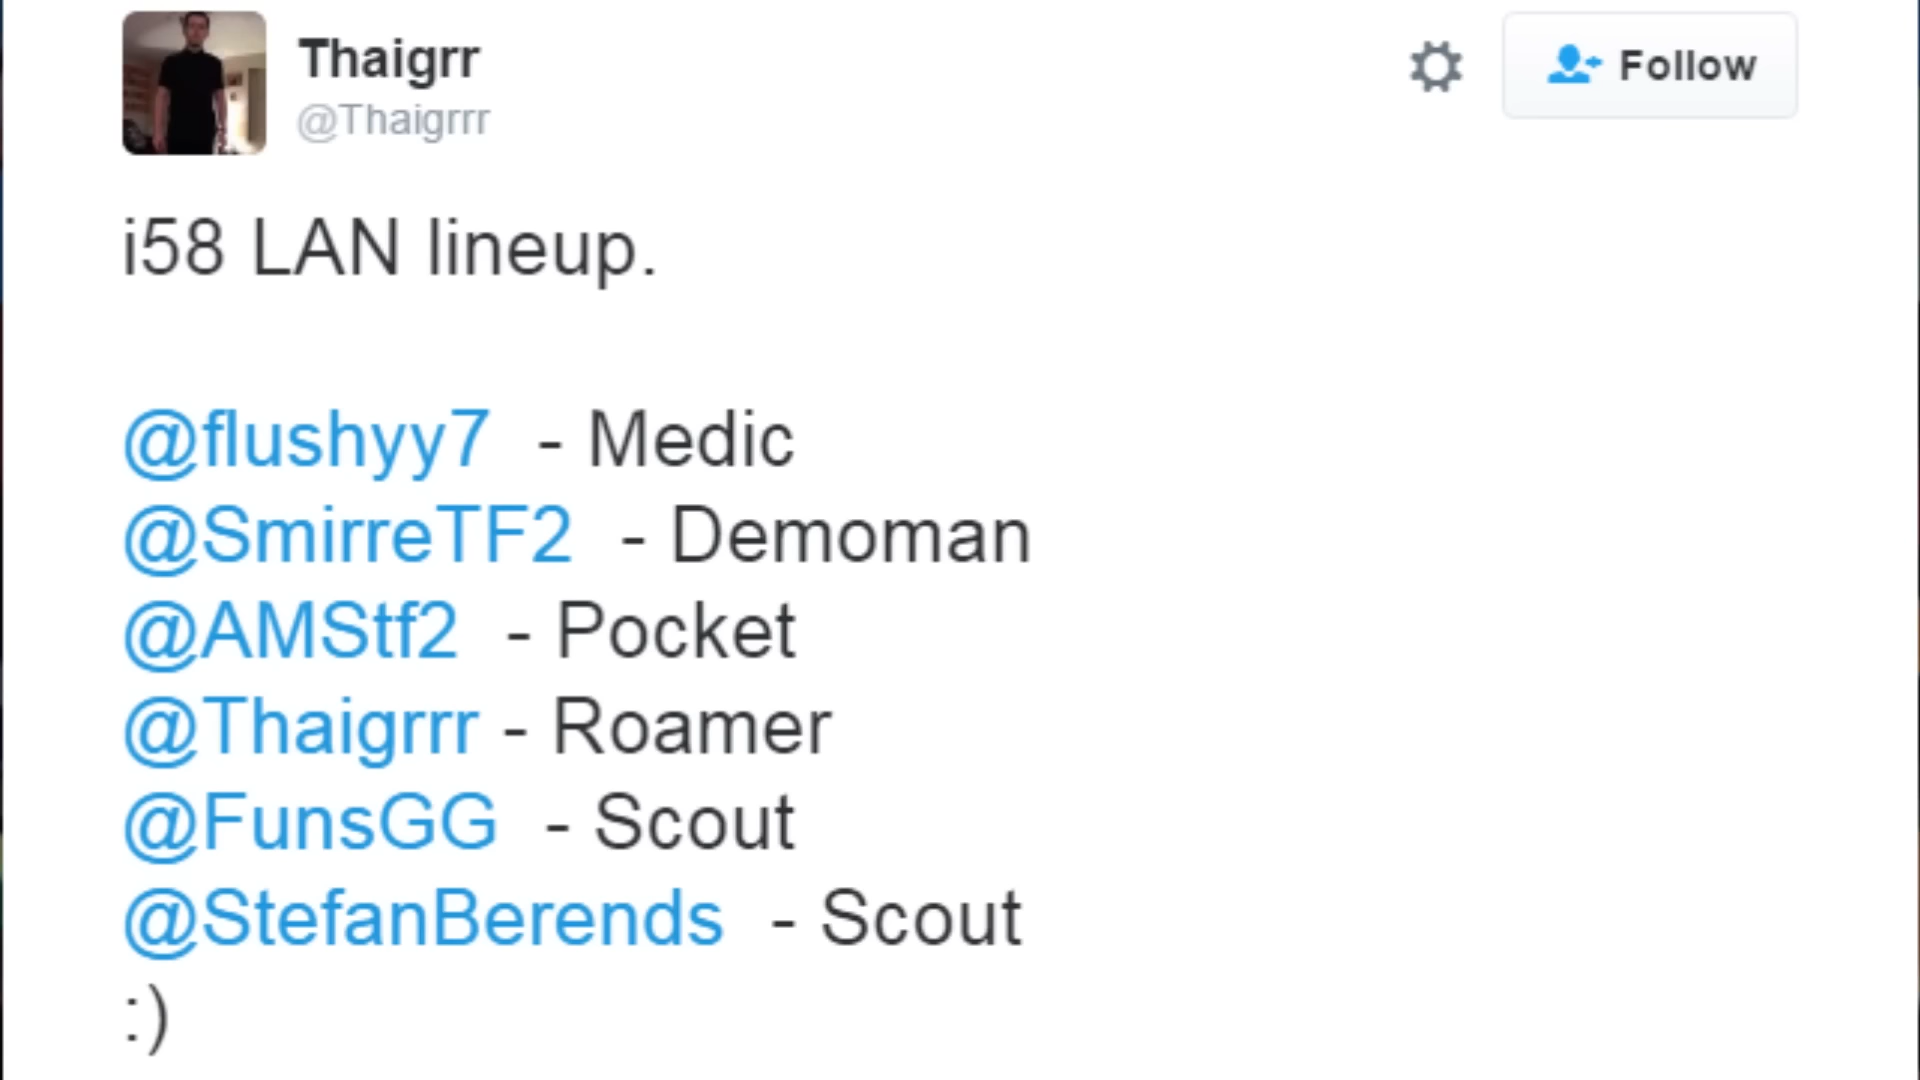 Thaigrr
@Thaigrrr
Follow
i58 LAN lineup.
@flushyy7 - Medic
@SmirreTF2 - Demoman
@AMStf2 - Pocket
@Thaigrrr - Roamer
@FunsGG - Scout
@StefanBerends - Scout
:)